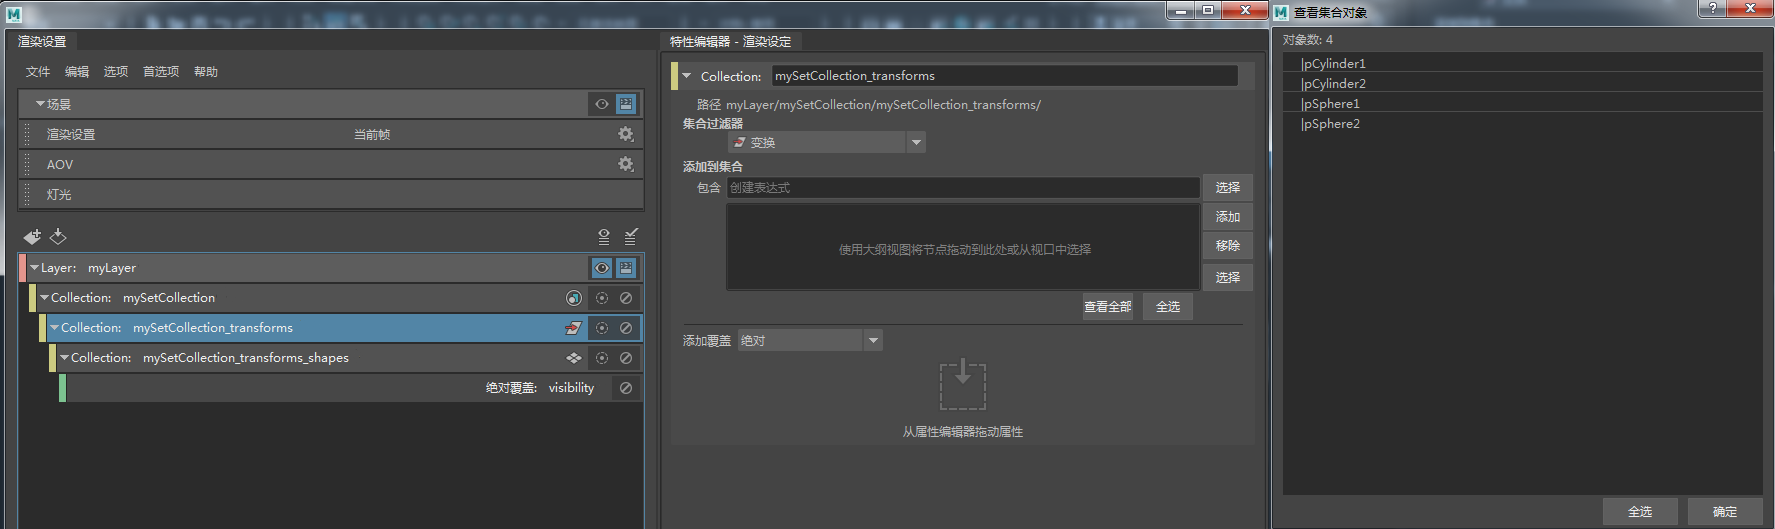 渲染设置
文件 编辑 选项 首选项 帮助
场景
渲染设置 当前帧
AOV
灯光
Layer: myLayer
Collection: mySetCollection
Collection: mySetCollection_transforms
Collection: mySetCollection_transforms_shapes
绝对覆盖: visibility
特性编辑器 - 渲染设定
Collection: mySetCollection_transforms
路径 myLayer/mySetCollection/mySetCollection_transforms/
集合过滤器
变换
添加到集合
包含 创建表达式 选择
添加
使用大纲视图将节点拖动到此处或从视口中选择 移除
选择
查看全部 全选
添加覆盖 绝对
从属性编辑器拖动属性
查看集合对象
对象数: 4
|pCylinder1
|pCylinder2
|pSphere1
|pSphere2
全选 确定